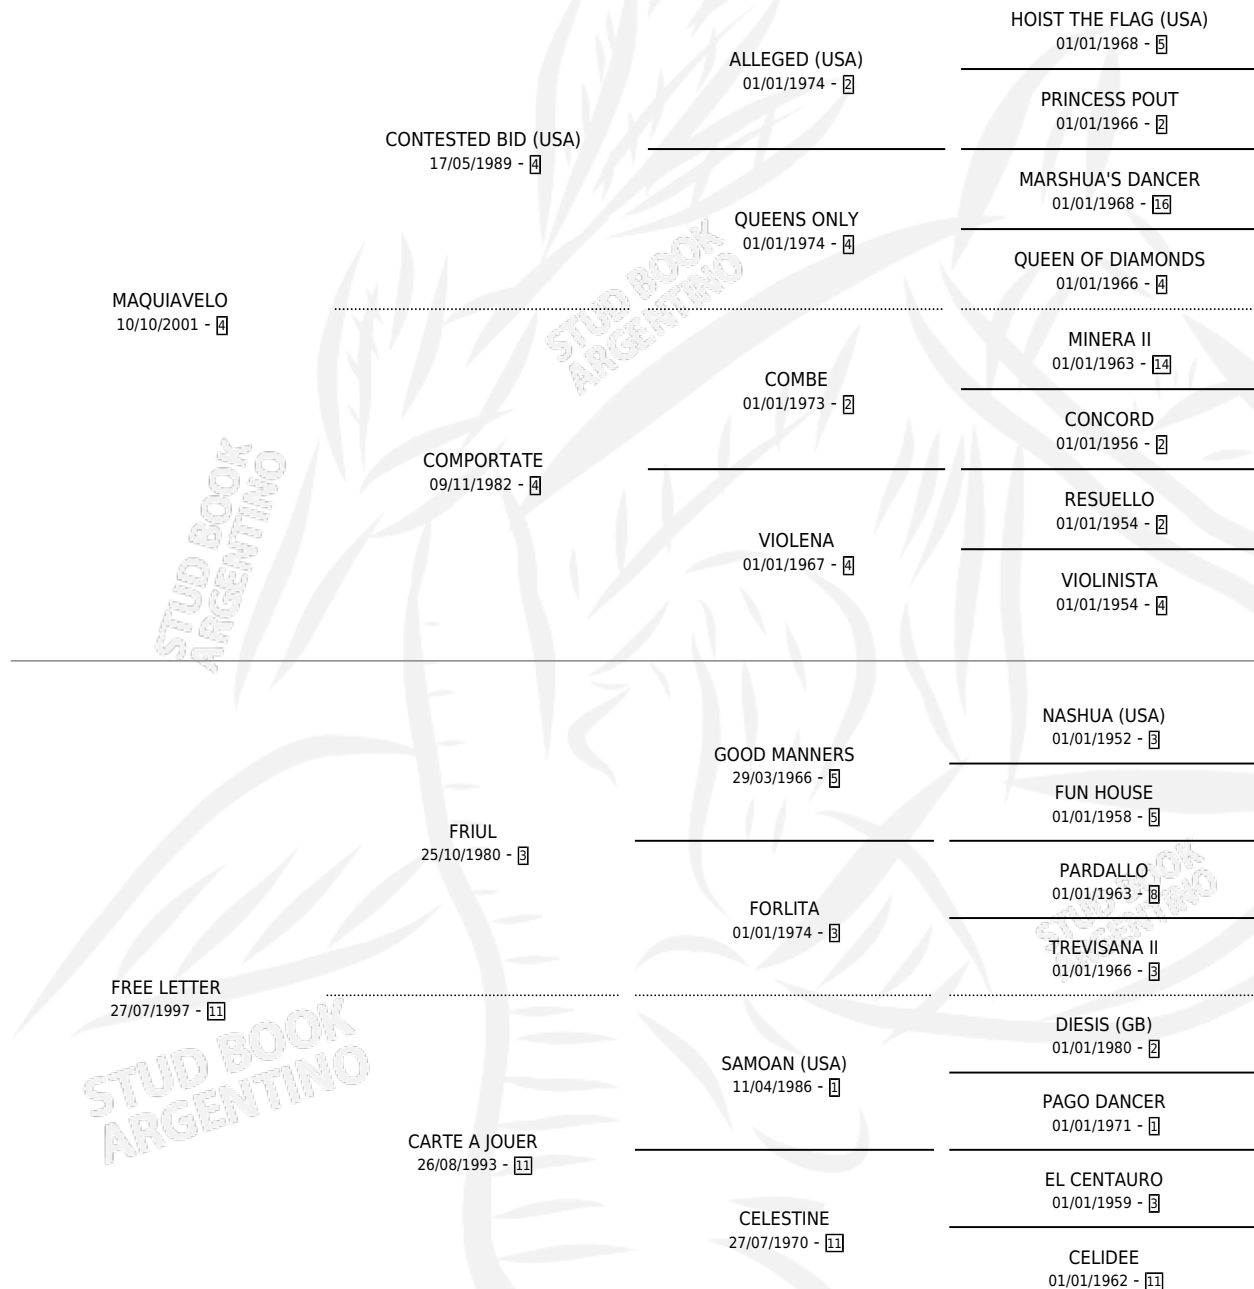 HOIST THE FLAG (USA)
01/01/1968 - 5
ALLEGED (USA)
01/01/1974 - 2
PRINCESS POUT
01/01/1966 - 2
CONTESTED BID (USA)
17/05/1989 - 4
MARSHUA'S DANCER
01/01/1968 - 16
QUEENS ONLY
01/01/1974 - 4
QUEEN OF DIAMONDS
01/01/1966 - 4
MAQUIAVELO
10/10/2001 - 4
MINERA II
01/01/1963 - 14
COMBE
01/01/1973 - 2
CONCORD
01/01/1956 - 2
COMPORTATE
09/11/1982 - 4
RESUELLO
01/01/1954 - 2
VIOLENA
01/01/1967 - 4
VIOLINISTA
01/01/1954 - 4
NASHUA (USA)
01/01/1952 - 3
GOOD MANNERS
29/03/1966 - 5
FUN HOUSE
01/01/1958 - 5
FRIUL
25/10/1980 - 3
PARDALLO
01/01/1963 - 8
FORLITA
01/01/1974 - 3
TREVISANA II
01/01/1966 - 3
FREE LETTER
27/07/1997 - 11
DIESIS (GB)
01/01/1980 - 2
SAMOAN (USA)
11/04/1986 - 1
PAGO DANCER
01/01/1971 - 1
CARTE A JOUER
26/08/1993 - 11
EL CENTAURO
01/01/1959 - 3
CELESTINE
27/07/1970 - 11
CELIDEE
01/01/1962 - 11
STUD BOOK
ARGENTINO
STUD BOOK
ARGENTINO
STUD BOOK
ARGENTINO
STUD BOOK
ARGENTINO